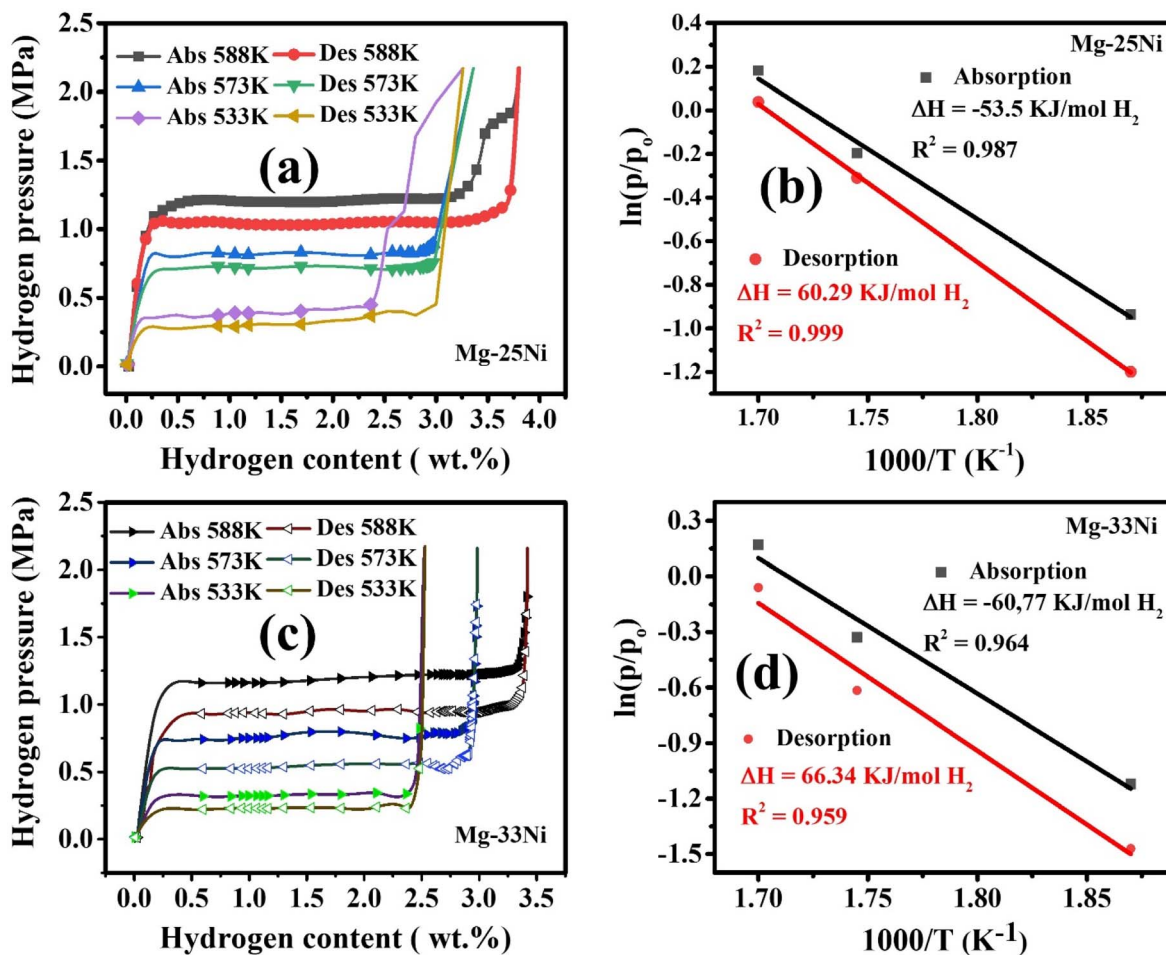 2.5
2.0
1.5
1.0
0.5
0.0
Hydrogen pressure (MPa)
Abs 588K
Des 588K
Abs 573K
Des 573K
Abs 533K
Des 533K
(a)
Mg-25Ni
0.0 0.5 1.0 1.5 2.0 2.5 3.0 3.5 4.0
Hydrogen content ( wt.%)
0.4
0.2
0.0
-0.2
-0.4
-0.6
-0.8
-1.0
-1.2
ln(p/pₒ)
Mg-25Ni
Absorption
ΔH = -53.5 KJ/mol H₂
R² = 0.987
(b)
Desorption
ΔH = 60.29 KJ/mol H₂
R² = 0.999
1.70 1.75 1.80 1.85
1000/T (K⁻¹)
2.5
2.0
1.5
1.0
0.5
0.0
Hydrogen pressure (MPa)
Abs 588K
Des 588K
Abs 573K
Des 573K
Abs 533K
Des 533K
(c)
Mg-33Ni
0.0 0.5 1.0 1.5 2.0 2.5 3.0 3.5
Hydrogen content ( wt.%)
0.3
0.0
-0.3
-0.6
-0.9
-1.2
-1.5
ln(p/pₒ)
Mg-33Ni
Absorption
ΔH = -60,77 KJ/mol H₂
R² = 0.964
(d)
Desorption
ΔH = 66.34 KJ/mol H₂
R² = 0.959
1.70 1.75 1.80 1.85
1000/T (K⁻¹)